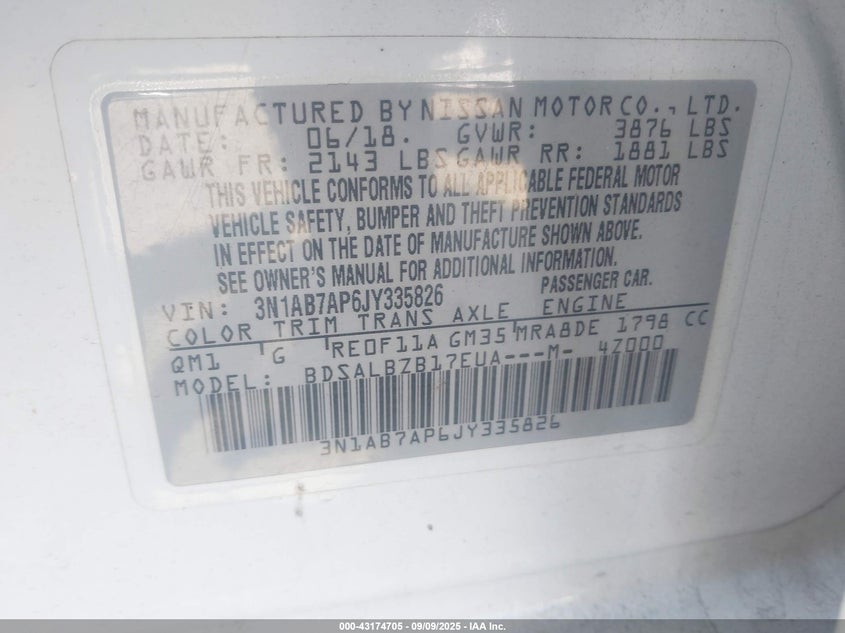 MANUFACTURED BY NISSAN MOTOR CO., LTD.
DATE: 06/18. GVWR: 3876 LBS
GAWR FR: 2143 LBS GAWR RR: 1881 LBS
THIS VEHICLE CONFORMS TO ALL APPLICABLE FEDERAL MOTOR
VEHICLE SAFETY, BUMPER AND THEFT PREVENTION STANDARDS
IN EFFECT ON THE DATE OF MANUFACTURE SHOWN ABOVE.
SEE OWNER'S MANUAL FOR ADDITIONAL INFORMATION.
VIN: 3N1AB7AP6JY335826 PASSENGER CAR.
COLOR TRIM TRANS AXLE ENGINE
QM1 G RE0F11A GM35 MRA8DE 1798 CC
MODEL: BDSALBZB17EUA---M- 4Z000
3N1AB7AP6JY335826
000-43174705 - 09/09/2025 - IAA Inc.